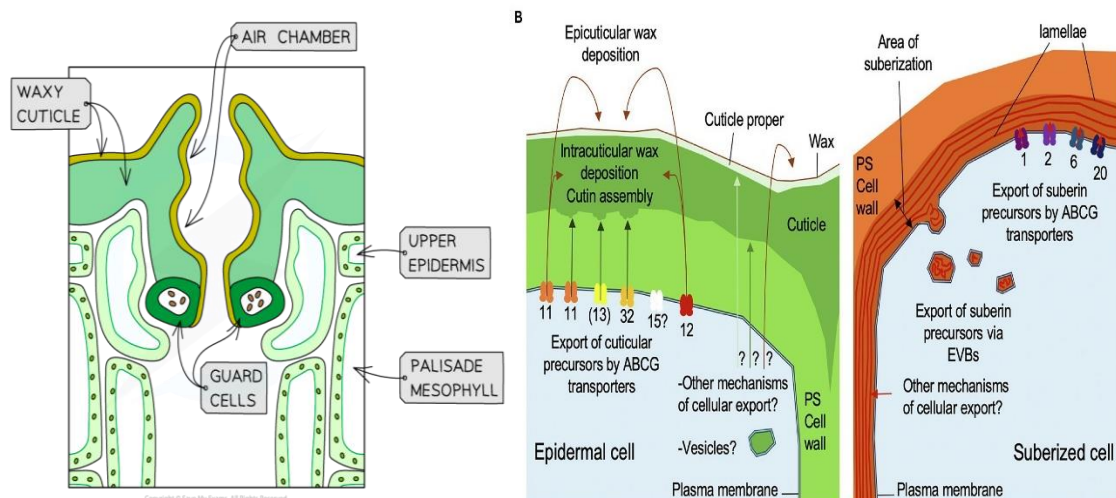 AIR CHAMBER
WAXY
CUTICLE
UPPER
EPIDERMIS
GUARD
CELLS
PALISADE
MESOPHYLL
B
Epicuticular wax
deposition
Cuticle proper
Wax
Intracuticular wax
deposition
Cutin assembly
Cuticle
11
11
(13)
32
15?
12
Export of cuticular
precursors by ABCG
transporters
? ? ?
-Other mechanisms
of cellular export?
-Vesicles?
PS
Cell
wall
Epidermal cell
Plasma membrane
Area of
suberization
lamellae
PS
Cell
wall
1
2
6
20
Export of suberin
precursors by ABCG
transporters
Export of suberin
precursors via
EVBs
Other mechanisms
of cellular export?
Suberized cell
Plasma membrane